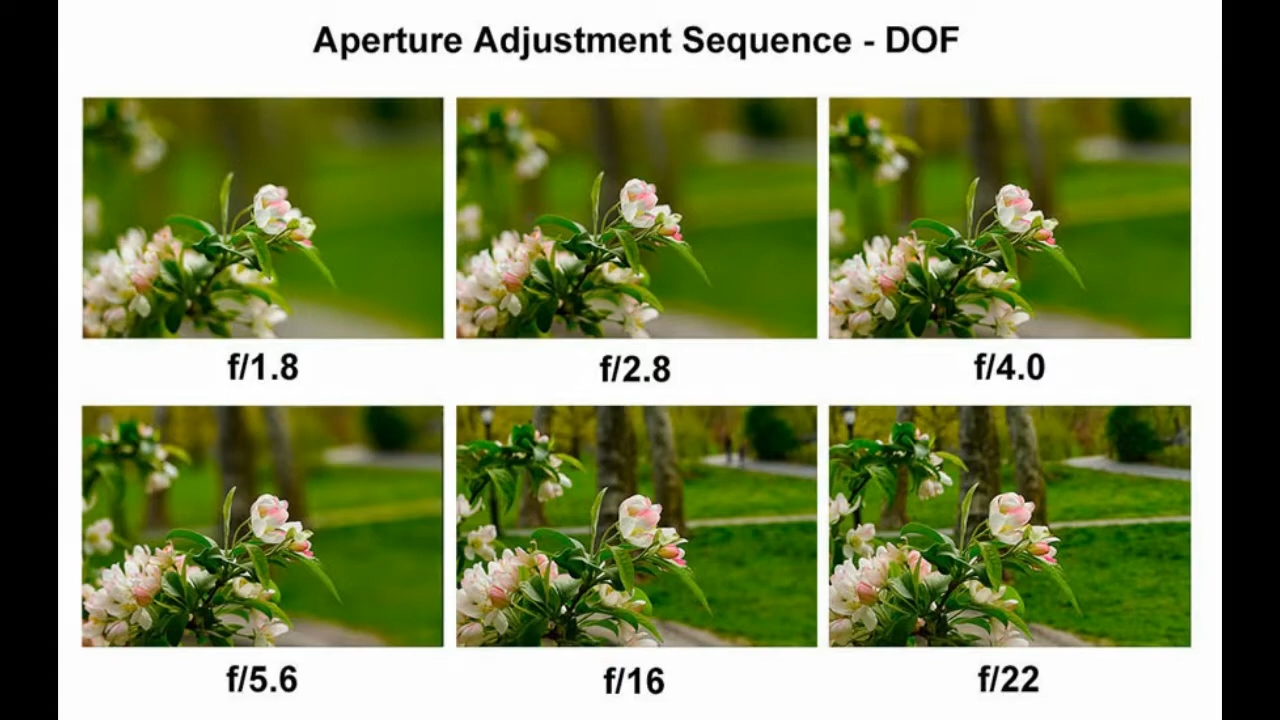 Aperture Adjustment Sequence - DOF
f/1.8
f/2.8
f/4.0
f/5.6
f/16
f/22